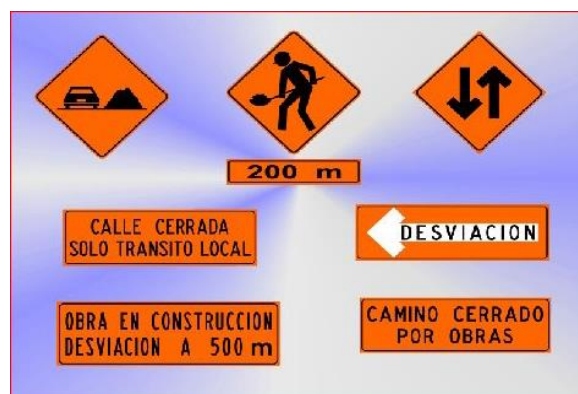 200 m
CALLE CERRADA
SOLO TRANSITO LOCAL
DESVIACION
OBRA EN CONSTRUCCION
DESVIACION A 500 m
CAMINO CERRADO
POR OBRAS